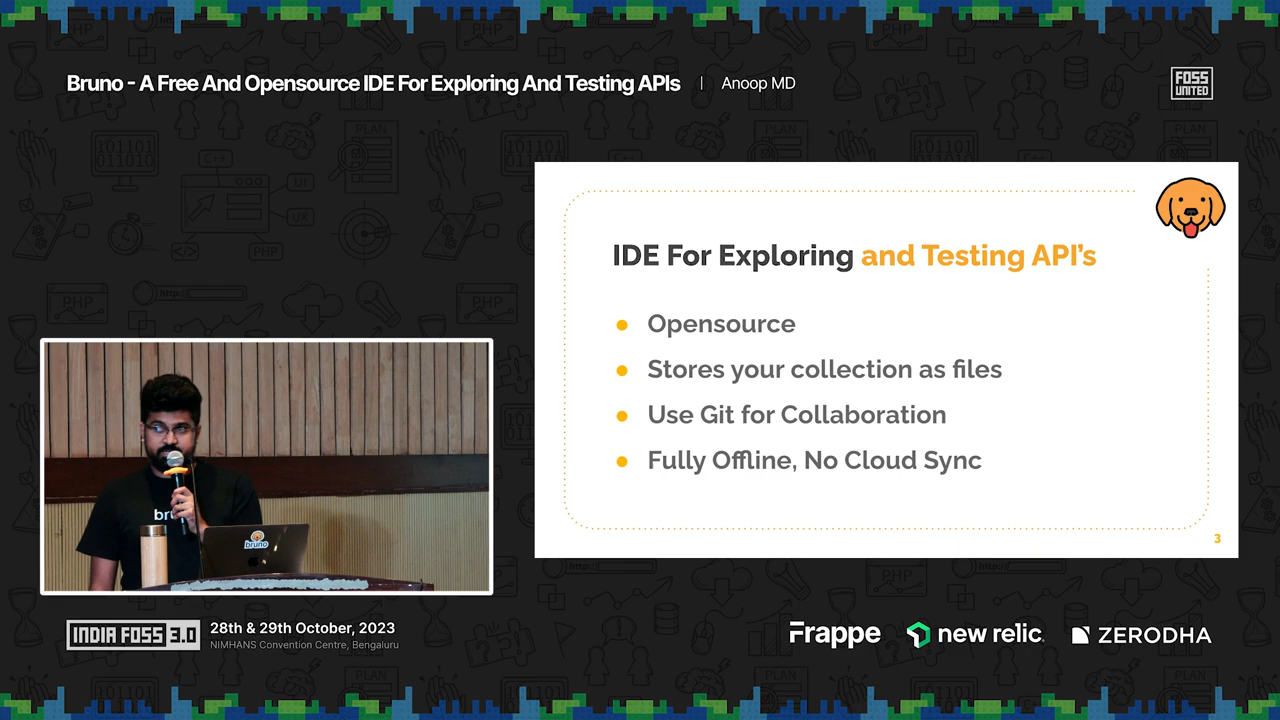 Bruno - A Free And Opensource IDE For Exploring And Testing APIs | Anoop MD
FOSS
UNITED
IDE For Exploring and Testing API's
● Opensource
● Stores your collection as files
● Use Git for Collaboration
● Fully Offline, No Cloud Sync
3
bru
bruno
INDIA FOSS 3.0
28th & 29th October, 2023
NIMHANS Convention Centre, Bengaluru
Frappe
new relic
ZERODHA